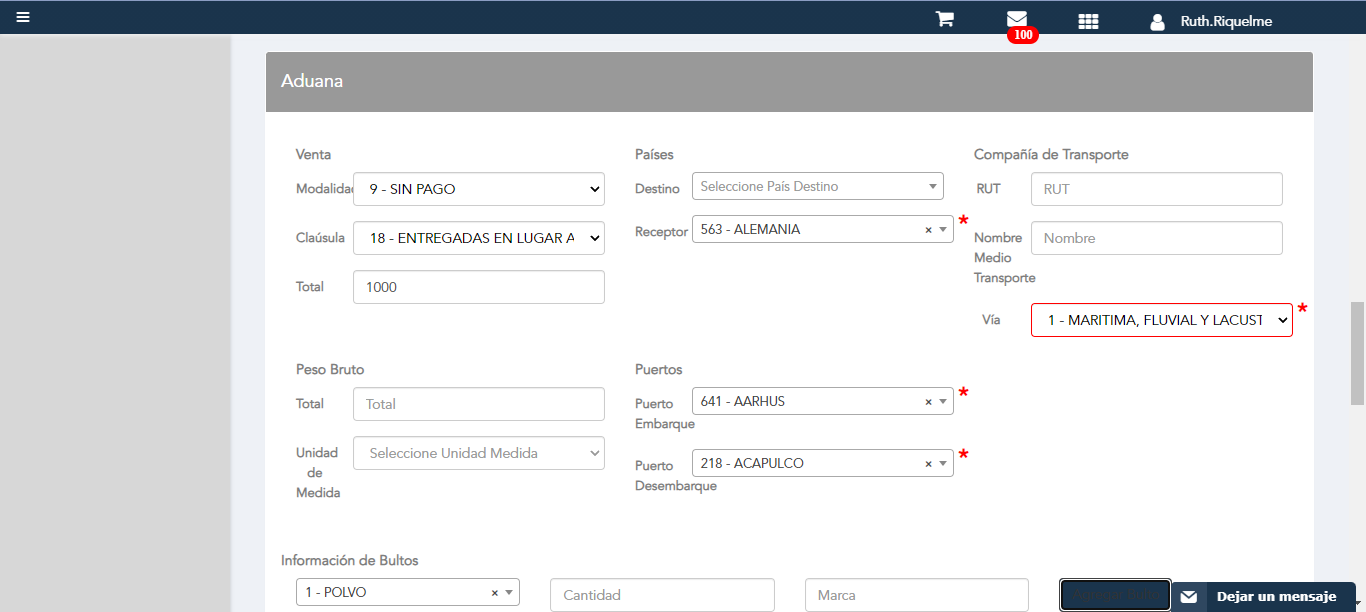 Ruth.Riquelme
100
Aduana
Venta
Países
Compañía de Transporte
Modalidad 9 - SIN PAGO
Destino Seleccione País Destino
RUT RUT
Claúsula 18 - ENTREGADAS EN LUGAR A
Receptor 563 - ALEMANIA × *
Nombre Medio Transporte Nombre
Total 1000
Vía 1 - MARITIMA, FLUVIAL Y LACUST *
Peso Bruto
Puertos
Total Total
Puerto Embarque 641 - AARHUS × *
Unidad de Medida Seleccione Unidad Medida
Puerto Desembarque 218 - ACAPULCO × *
Información de Bultos
1 - POLVO × Cantidad Marca
Dejar un mensaje